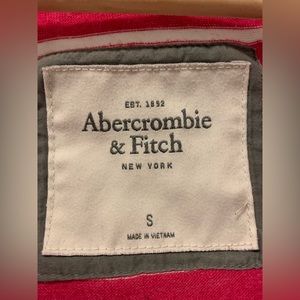 EST. 1892
Abercrombie
& Fitch
NEW YORK
S
MADE IN VIETNAM